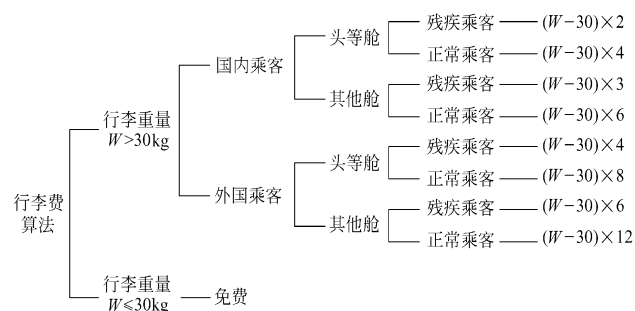 残疾乘客 (W−30)×2
头等舱
正常乘客 (W−30)×4
国内乘客
残疾乘客 (W−30)×3
其他舱
正常乘客 (W−30)×6
行李重量
W>30kg
残疾乘客 (W−30)×4
头等舱
正常乘客 (W−30)×8
外国乘客
残疾乘客 (W−30)×6
其他舱
正常乘客 (W−30)×12
行李费
算法
行李重量
W≤30kg
免费